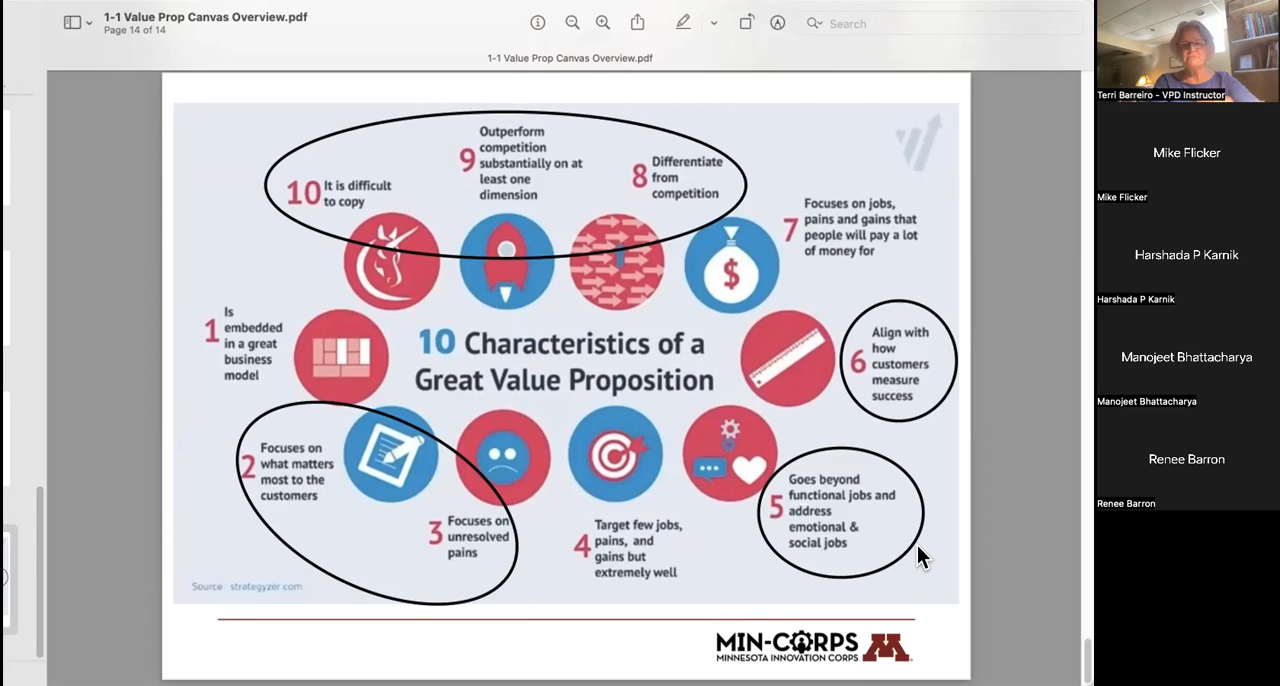 1-1 Value Prop Canvas Overview.pdf
Page 14 of 14
Search
1-1 Value Prop Canvas Overview.pdf
10 It is difficult
to copy
9 Outperform
competition
substantially on at
least one
dimension
8 Differentiate
from
competition
7 Focuses on jobs,
pains and gains that
people will pay a lot
of money for
$
1 Is
embedded
in a great
business
model
10 Characteristics of a
Great Value Proposition
6 Align with
how
customers
measure
success
2 Focuses on
what matters
most to the
customers
3 Focuses on
unresolved
pains
4 Target few jobs,
pains, and
gains but
extremely well
5 Goes beyond
functional jobs and
address
emotional &
social jobs
Source : strategyzer.com
MIN-CORPS
MINNESOTA INNOVATION CORPS
M
Terri Barreiro - VPD Instructor
Mike Flicker
Mike Flicker
Harshada P Karnik
Harshada P Karnik
Manojeet Bhattacharya
Manojeet Bhattacharya
Renee Barron
Renee Barron